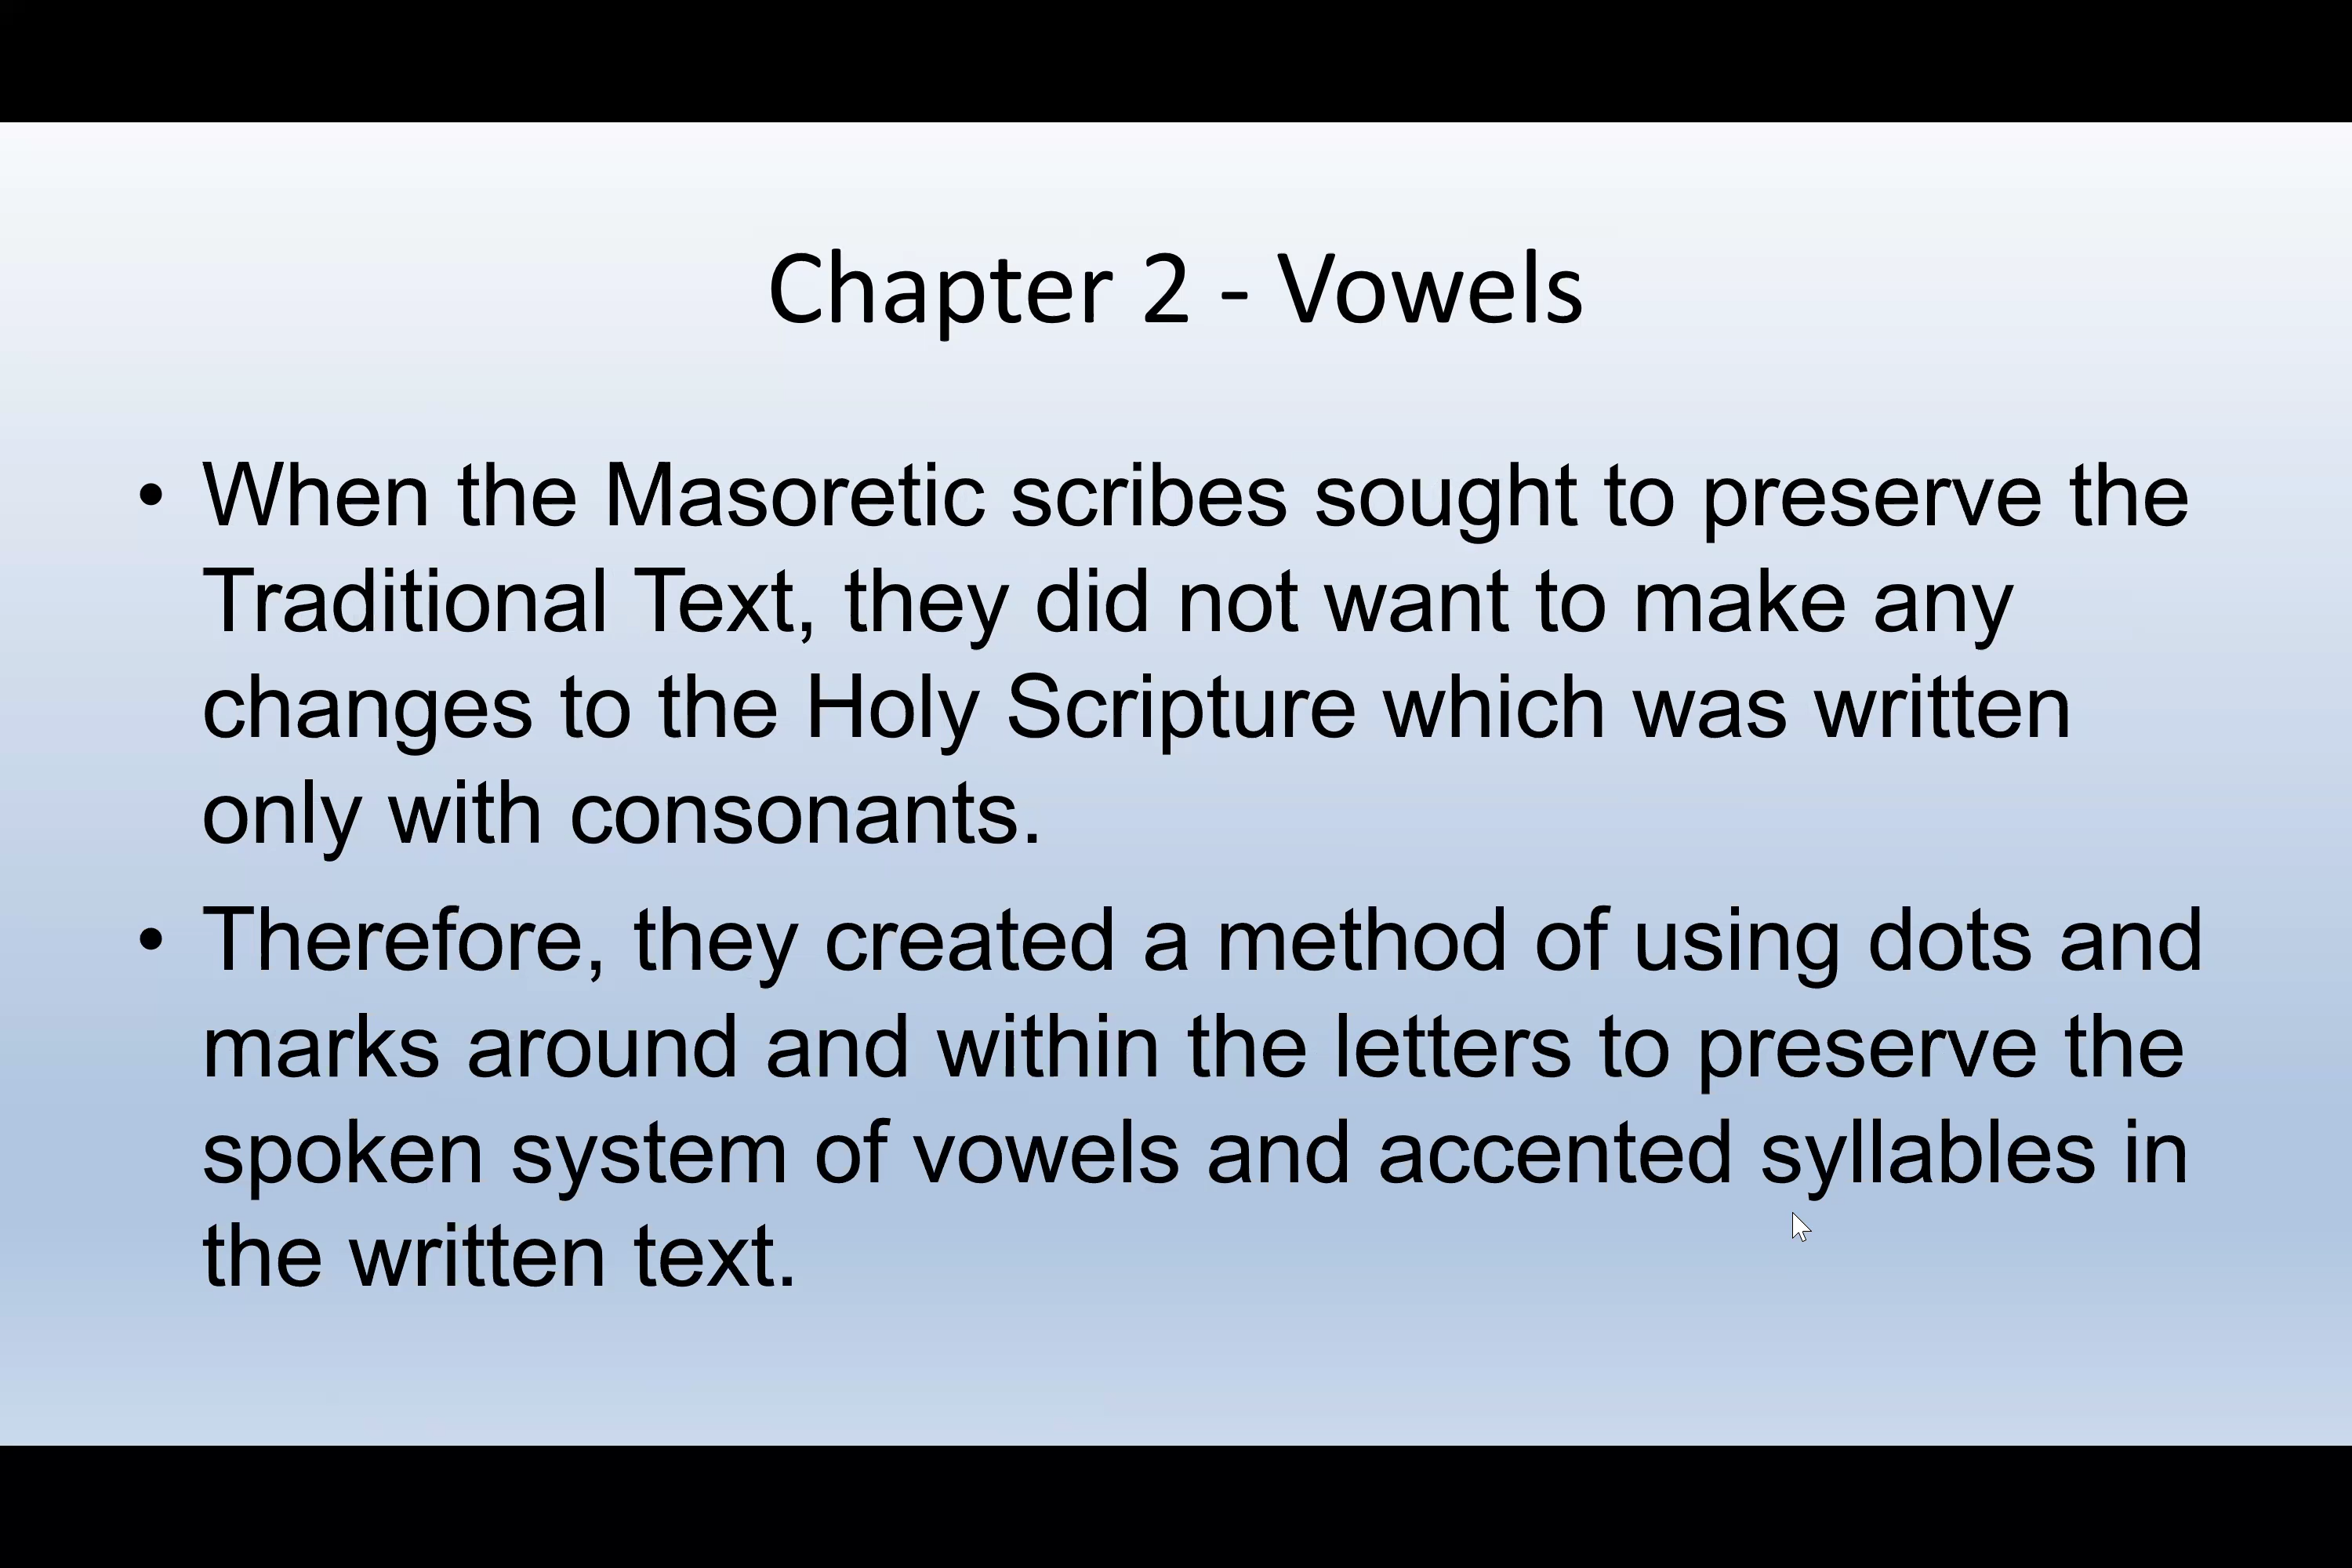 Chapter 2 - Vowels
• When the Masoretic scribes sought to preserve the
Traditional Text, they did not want to make any
changes to the Holy Scripture which was written
only with consonants.
• Therefore, they created a method of using dots and
marks around and within the letters to preserve the
spoken system of vowels and accented syllables in
the written text.